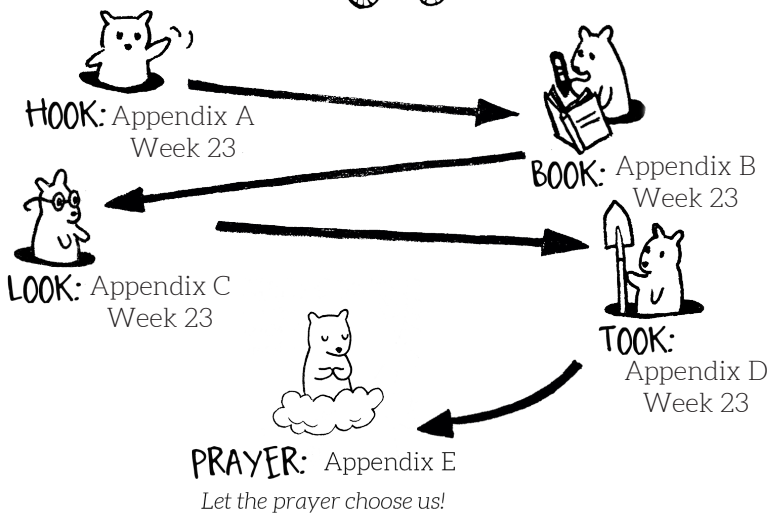 HOOK: Appendix A
Week 23
BOOK: Appendix B
Week 23
LOOK: Appendix C
Week 23
TOOK:
Appendix D
Week 23
PRAYER: Appendix E
Let the prayer choose us!